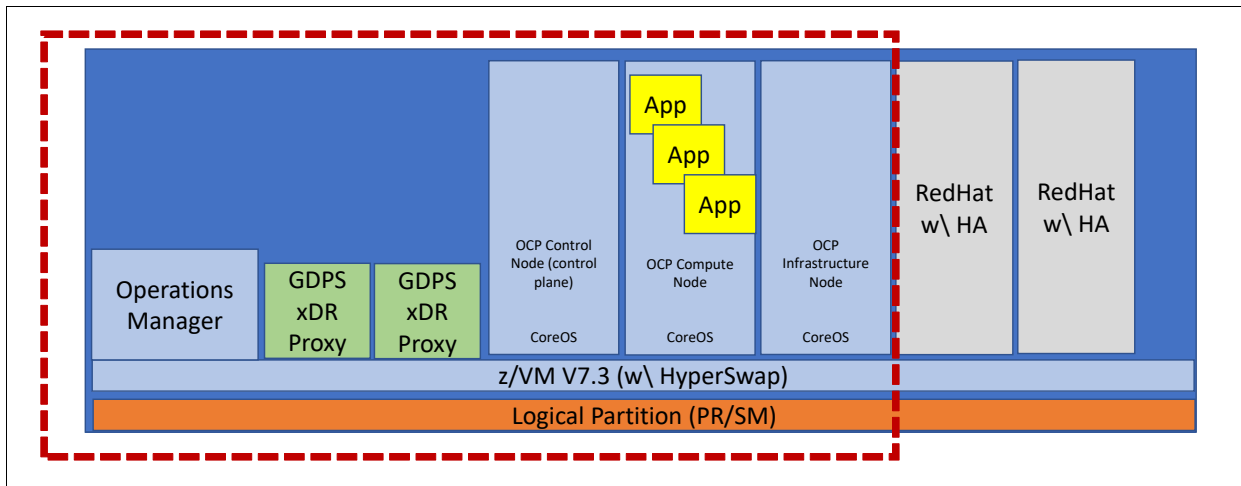 Operations
Manager
GDPS
xDR
Proxy
GDPS
xDR
Proxy
OCP Control
Node (control
plane)
CoreOS
App
App
App
OCP Compute
Node
CoreOS
OCP
Infrastructure
Node
CoreOS
RedHat
w\ HA
RedHat
w\ HA
z/VM V7.3 (w\ HyperSwap)
Logical Partition (PR/SM)